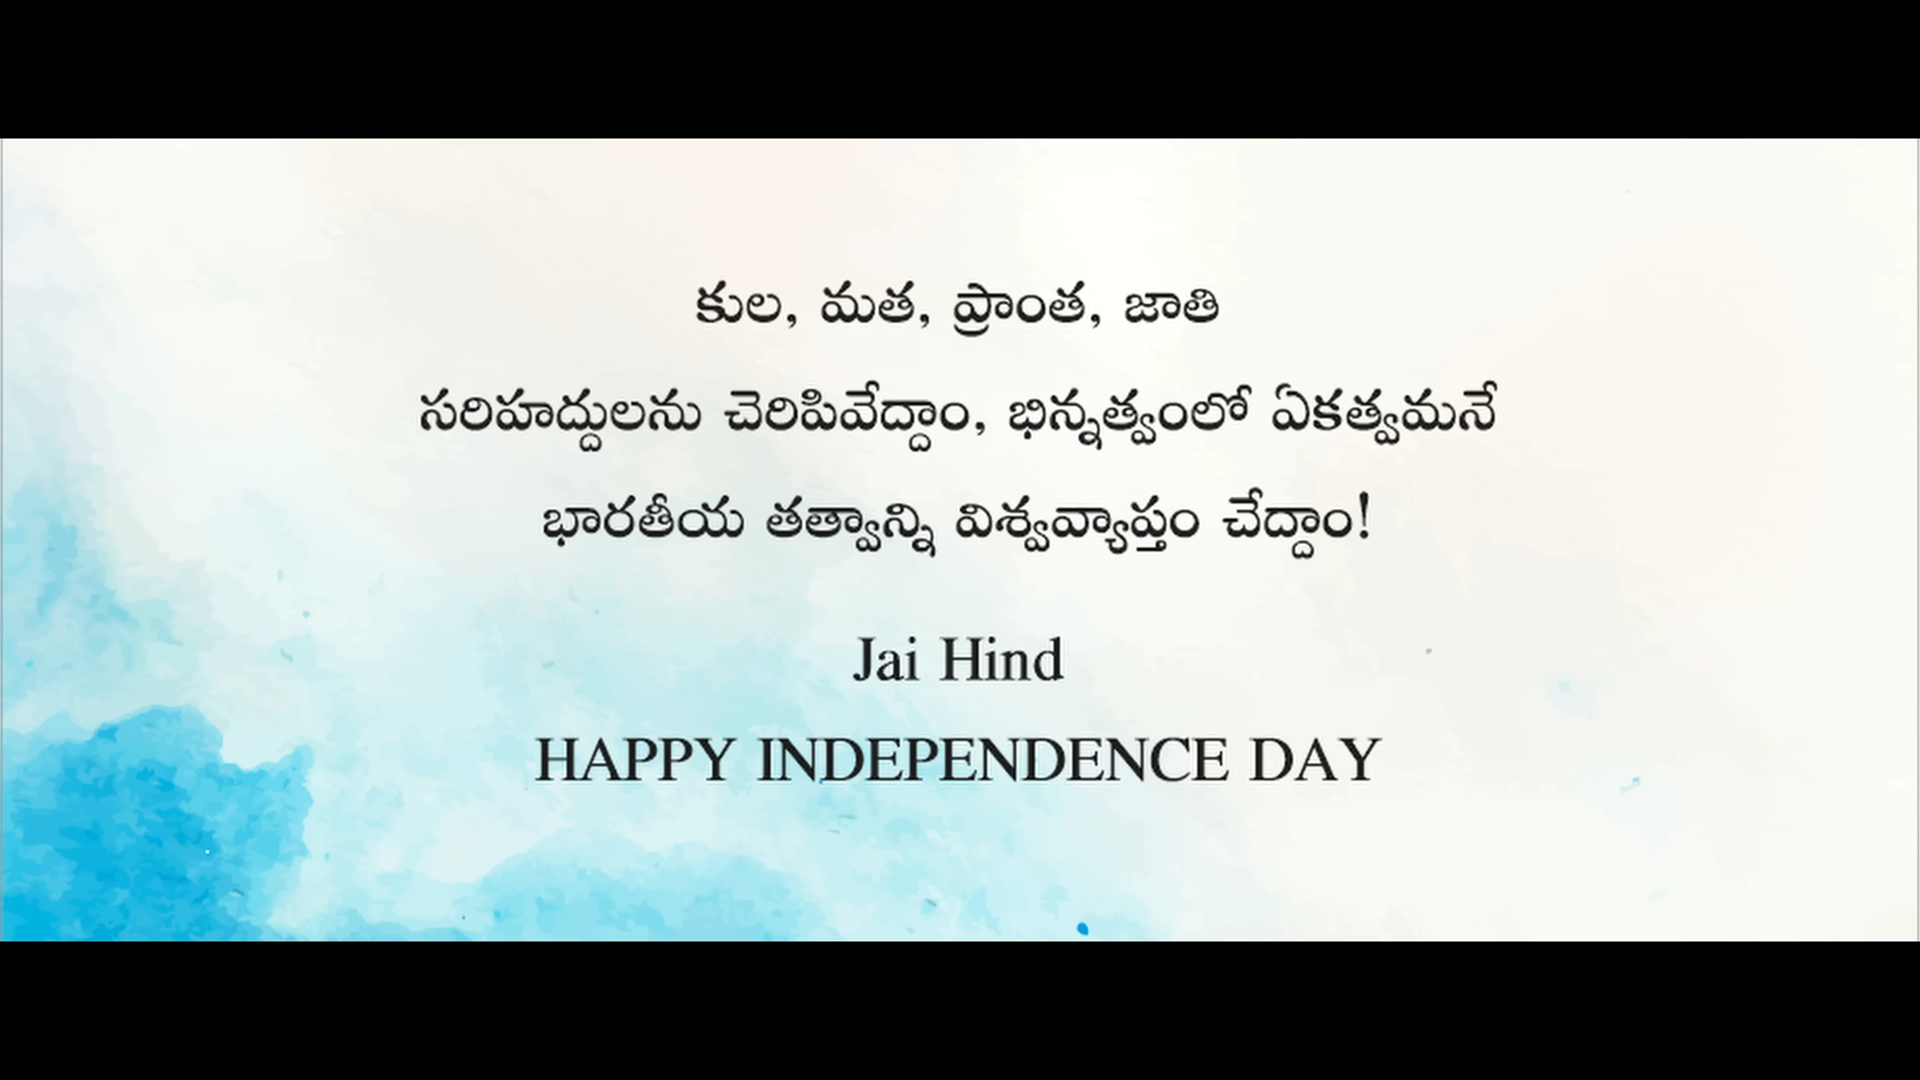 కుల, మత, ప్రాంత, జాతి
సరిహద్దులను చెరిపివేద్దాం, భిన్నత్వంలో ఏకత్వమనే
భారతీయ తత్వాన్ని విశ్వవ్యాప్తం చేద్దాం!
Jai Hind
HAPPY INDEPENDENCE DAY